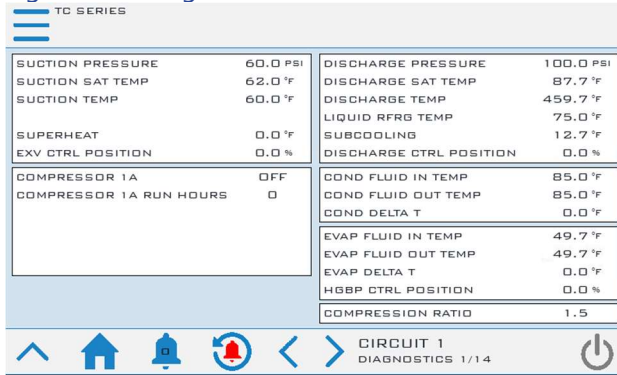 TC SERIES
SUCTION PRESSURE 60.0 PSI
SUCTION SAT TEMP 62.0 °F
SUCTION TEMP 60.0 °F
SUPERHEAT 0.0 °F
EXV CTRL POSITION 0.0 %
DISCHARGE PRESSURE 100.0 PSI
DISCHARGE SAT TEMP 87.7 °F
DISCHARGE TEMP 459.7 °F
LIQUID RFRG TEMP 75.0 °F
SUBCOOLING 12.7 °F
DISCHARGE CTRL POSITION 0.0 %
COMPRESSOR 1A OFF
COMPRESSOR 1A RUN HOURS 0
COND FLUID IN TEMP 85.0 °F
COND FLUID OUT TEMP 85.0 °F
COND DELTA T 0.0 °F
EVAP FLUID IN TEMP 49.7 °F
EVAP FLUID OUT TEMP 49.7 °F
EVAP DELTA T 0.0 °F
HGBP CTRL POSITION 0.0 %
COMPRESSION RATIO 1.5
0
CIRCUIT 1
DIAGNOSTICS 1/14